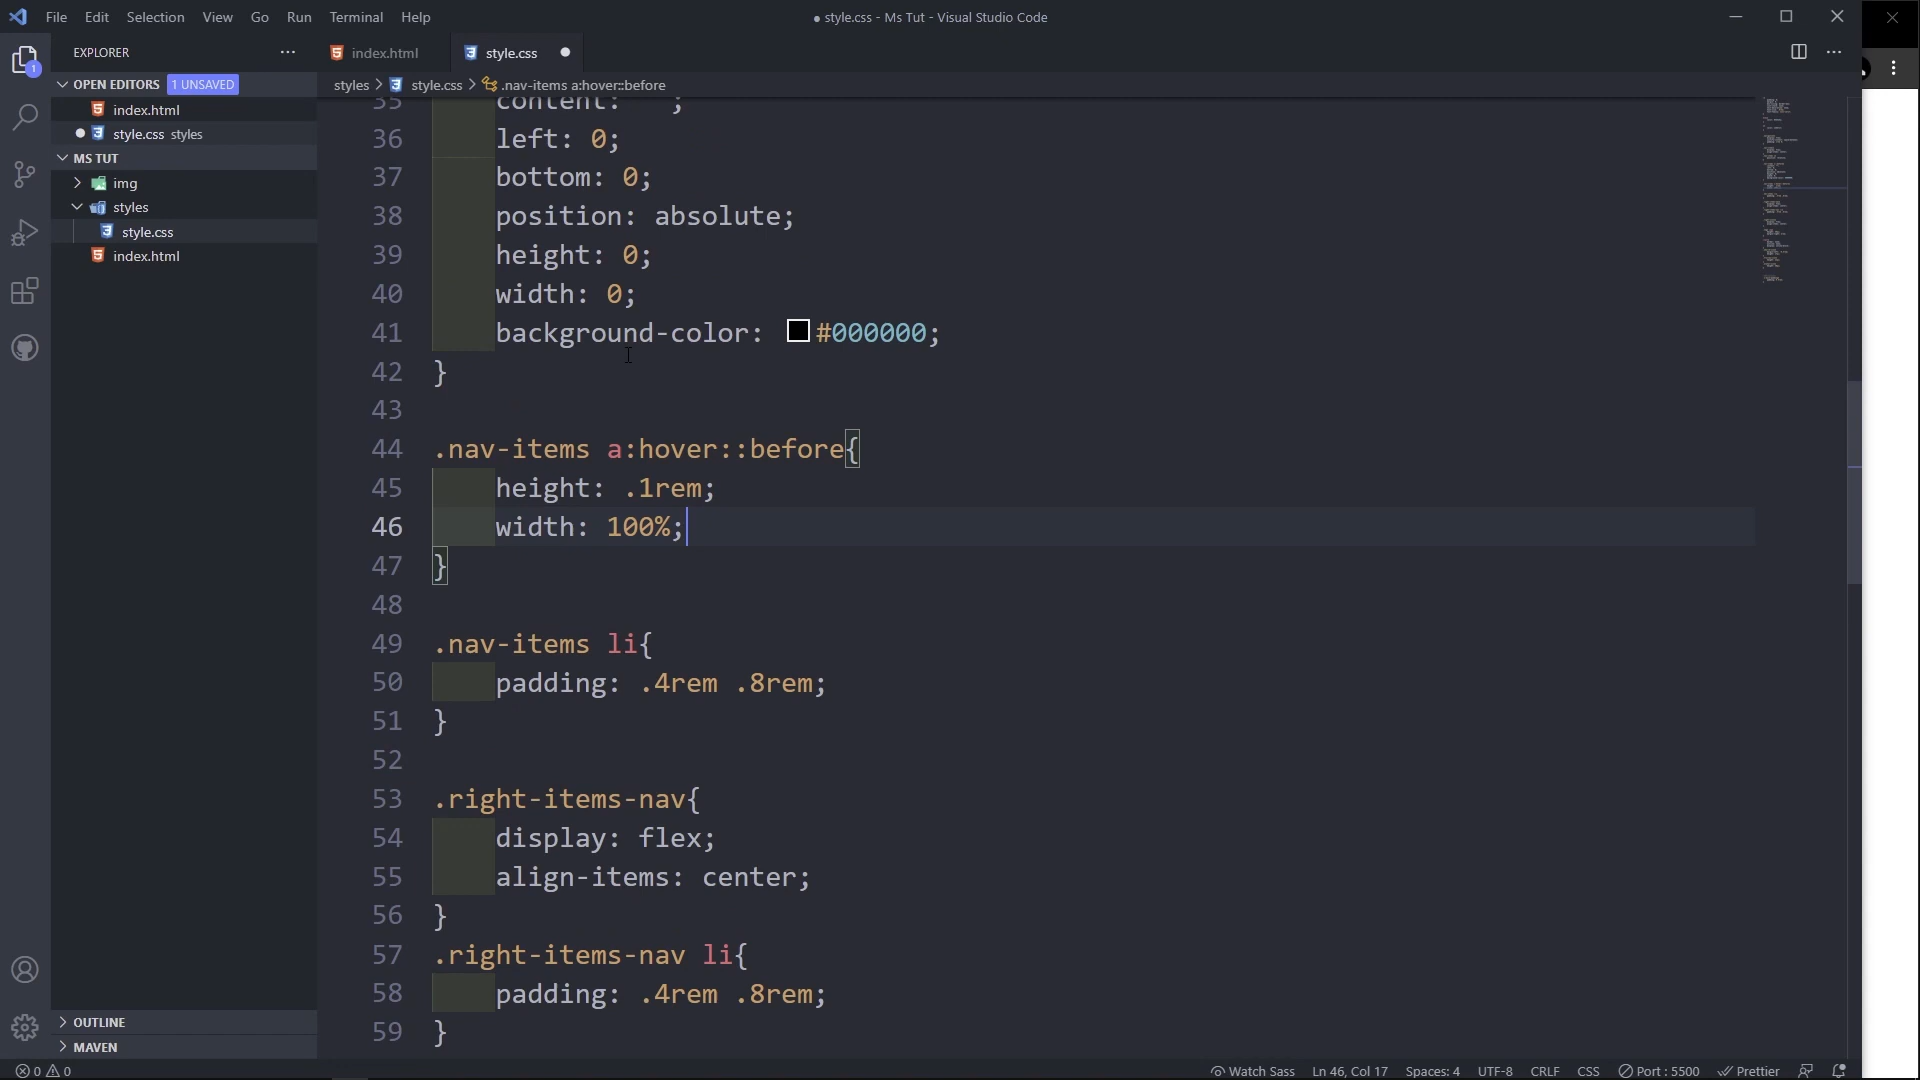 File Edit Selection View Go Run Terminal Help
● style.css - Ms Tut - Visual Studio Code
EXPLORER
OPEN EDITORS 1 UNSAVED
index.html
style.css styles
MS TUT
img
styles
style.css
index.html
OUTLINE
MAVEN
1
index.html
style.css
styles > style.css > .nav-items a:hover::before
35 content: ;
36 left: 0;
37 bottom: 0;
38 position: absolute;
39 height: 0;
40 width: 0;
41 background-color: #000000;
42 }
43
44 .nav-items a:hover::before{
45 height: .1rem;
46 width: 100%;
47 }
48
49 .nav-items li{
50 padding: .4rem .8rem;
51 }
52
53 .right-items-nav{
54 display: flex;
55 align-items: center;
56 }
57 .right-items-nav li{
58 padding: .4rem .8rem;
59 }
0 0
Watch Sass Ln 46, Col 17 Spaces: 4 UTF-8 CRLF CSS Port : 5500 Prettier